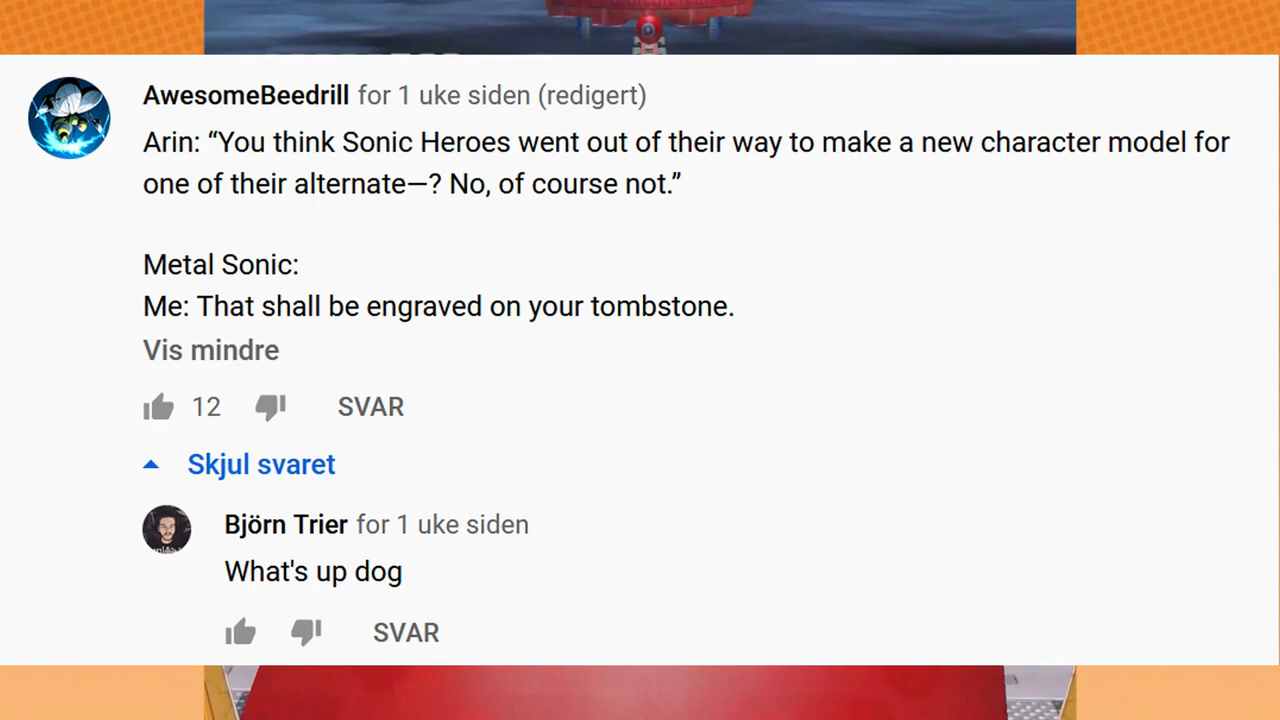 AwesomeBeedrill for 1 uke siden (redigert)
Arin: “You think Sonic Heroes went out of their way to make a new character model for
one of their alternate—? No, of course not.”
Metal Sonic:
Me: That shall be engraved on your tombstone.
Vis mindre
12 SVAR
Skjul svaret
Björn Trier for 1 uke siden
What's up dog
SVAR